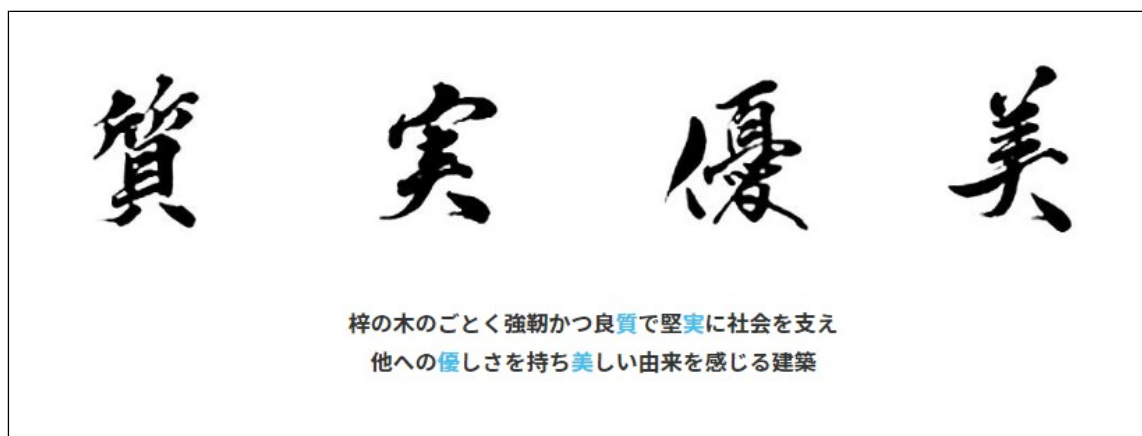 質実優美
梓の木のごとく強靭かつ良質で堅実に社会を支え
他への優しさを持ち美しい由来を感じる建築